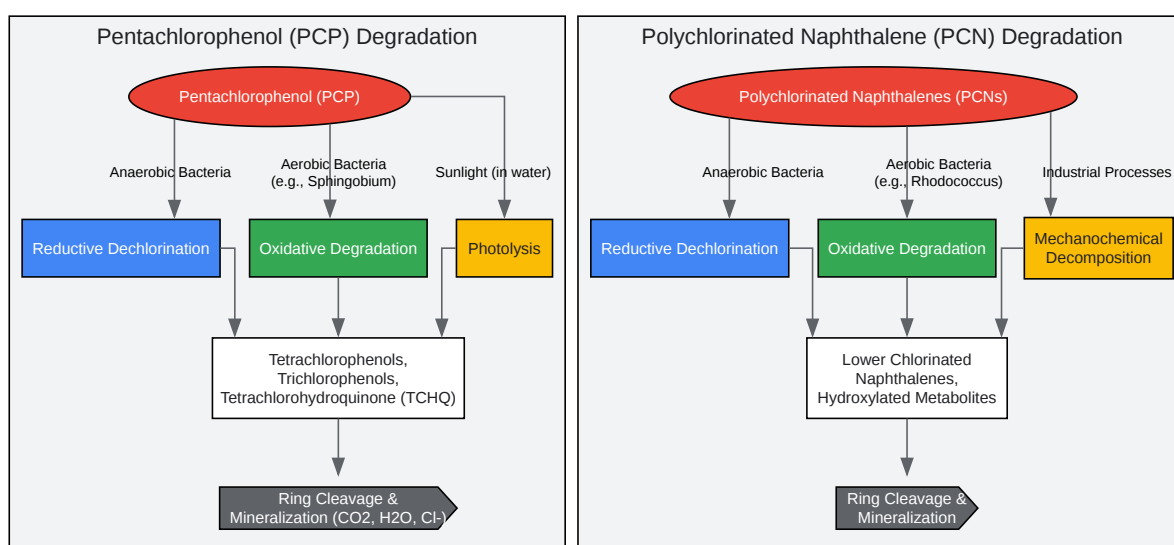 Pentachlorophenol (PCP) Degradation
Pentachlorophenol (PCP)
Anaerobic Bacteria
Aerobic Bacteria
(e.g., Sphingobium)
Sunlight (in water)
Reductive Dechlorination
Oxidative Degradation
Photolysis
Tetrachlorophenols,
Trichlorophenols,
Tetrachlorohydroquinone (TCHQ)
Ring Cleavage &
Mineralization (CO2, H2O, Cl-)
Polychlorinated Naphthalene (PCN) Degradation
Polychlorinated Naphthalenes (PCNs)
Anaerobic Bacteria
Aerobic Bacteria
(e.g., Rhodococcus)
Industrial Processes
Reductive Dechlorination
Oxidative Degradation
Mechanochemical
Decomposition
Lower Chlorinated
Naphthalenes,
Hydroxylated Metabolites
Ring Cleavage &
Mineralization